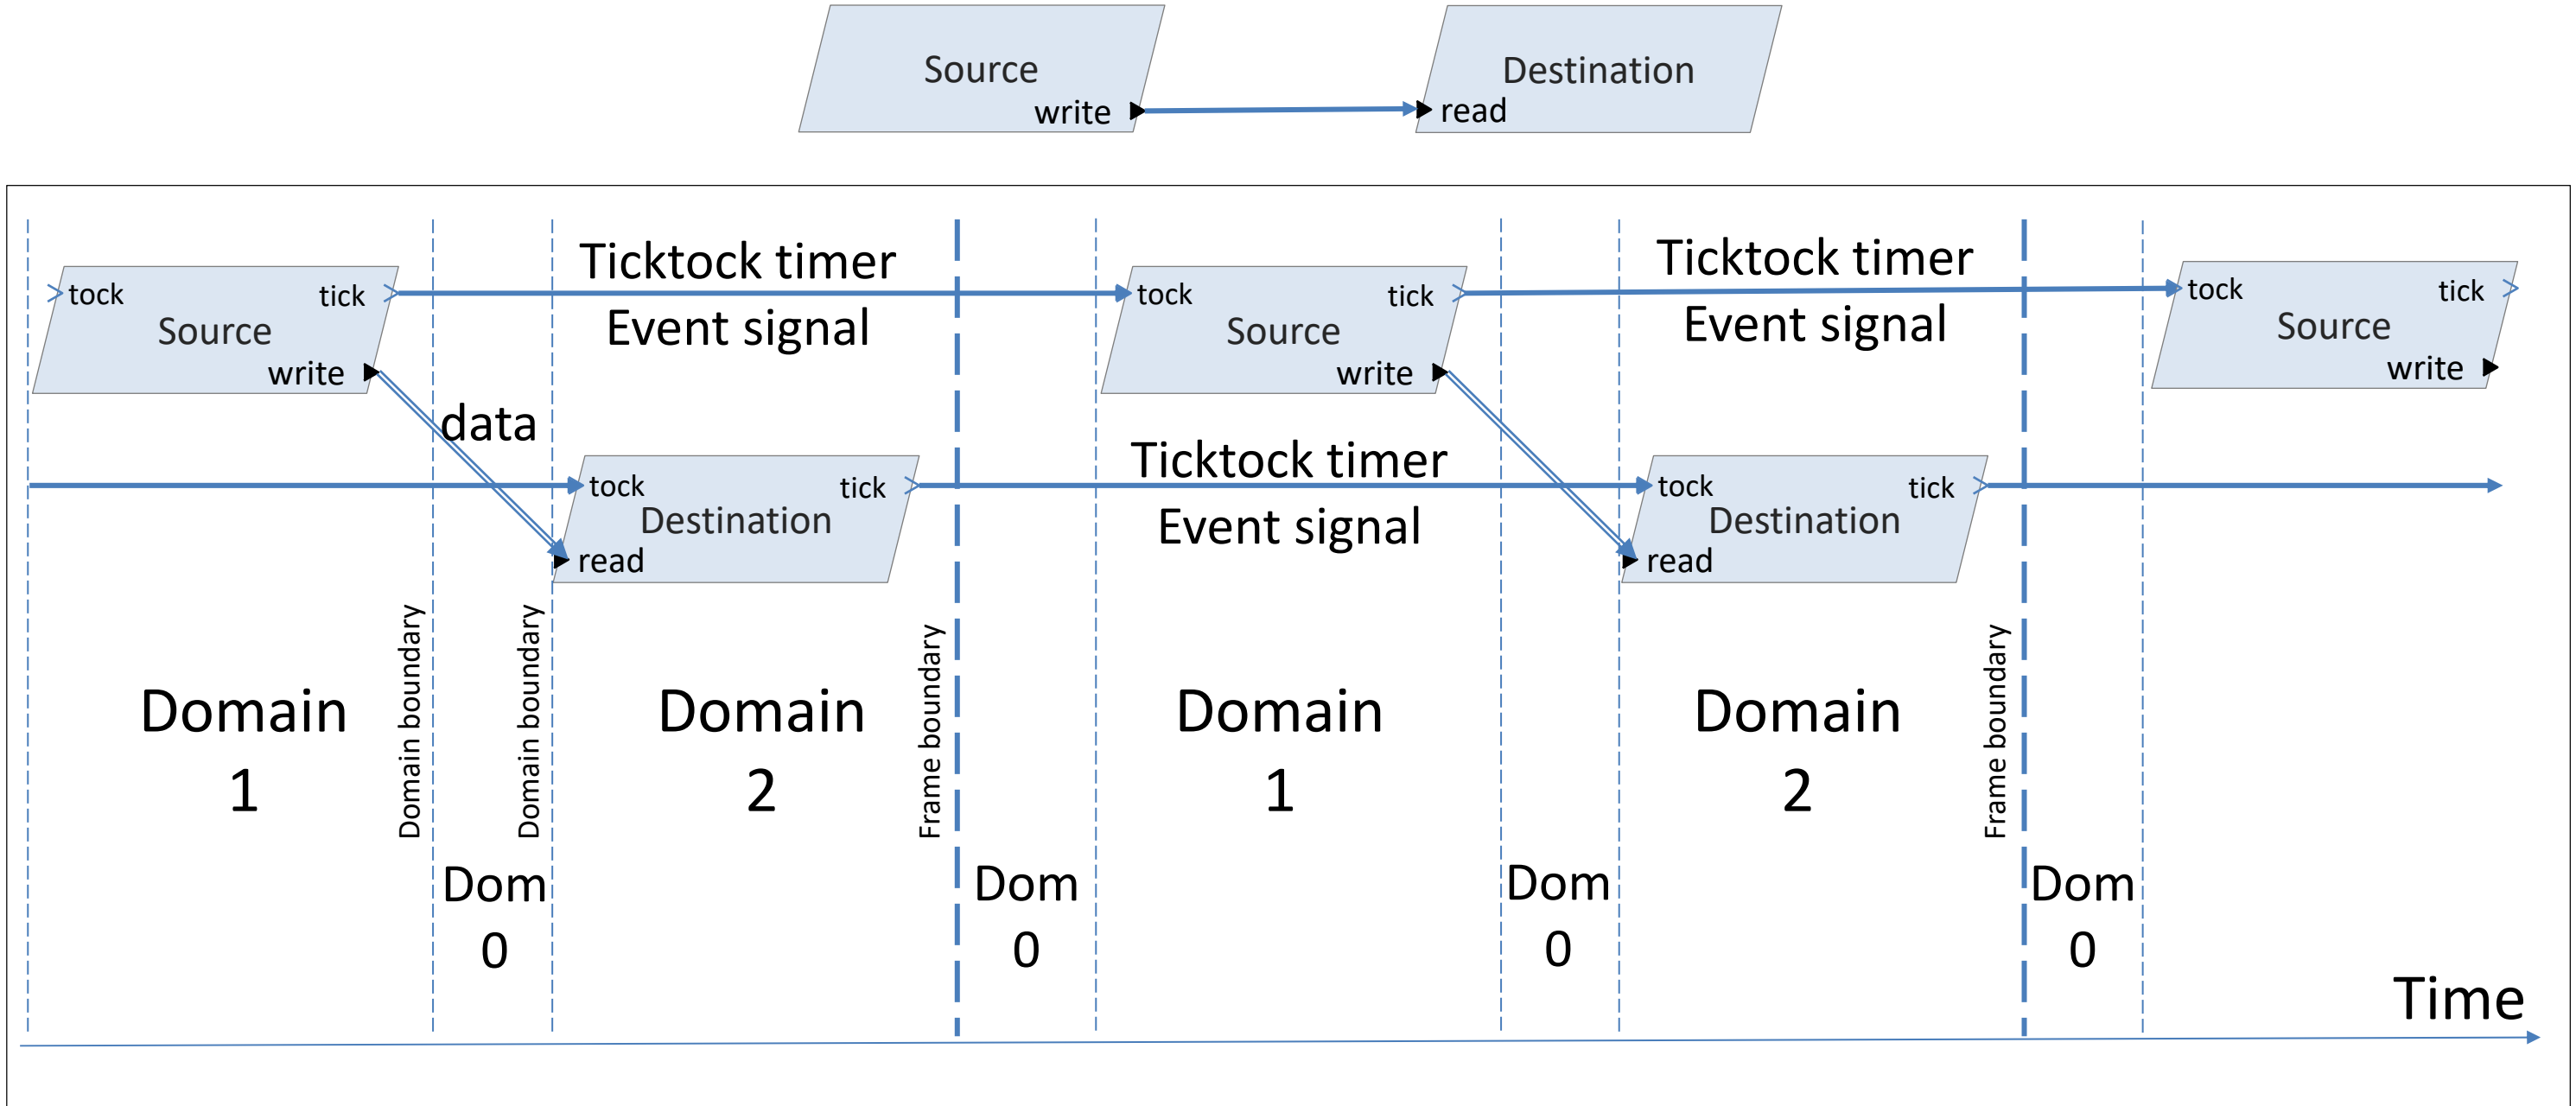 Source
write
Destination
read
Ticktock timer
Event signal
Ticktock timer
Event signal
tock
tick
Source
write
tock
tick
Source
write
tock
tick
Source
write
data
Ticktock timer
Event signal
tock
tick
Destination
read
tock
tick
Destination
read
Domain boundary
Domain boundary
Frame boundary
Frame boundary
Domain
1
Domain
2
Domain
1
Domain
2
Dom
0
Dom
0
Dom
0
Dom
0
Time